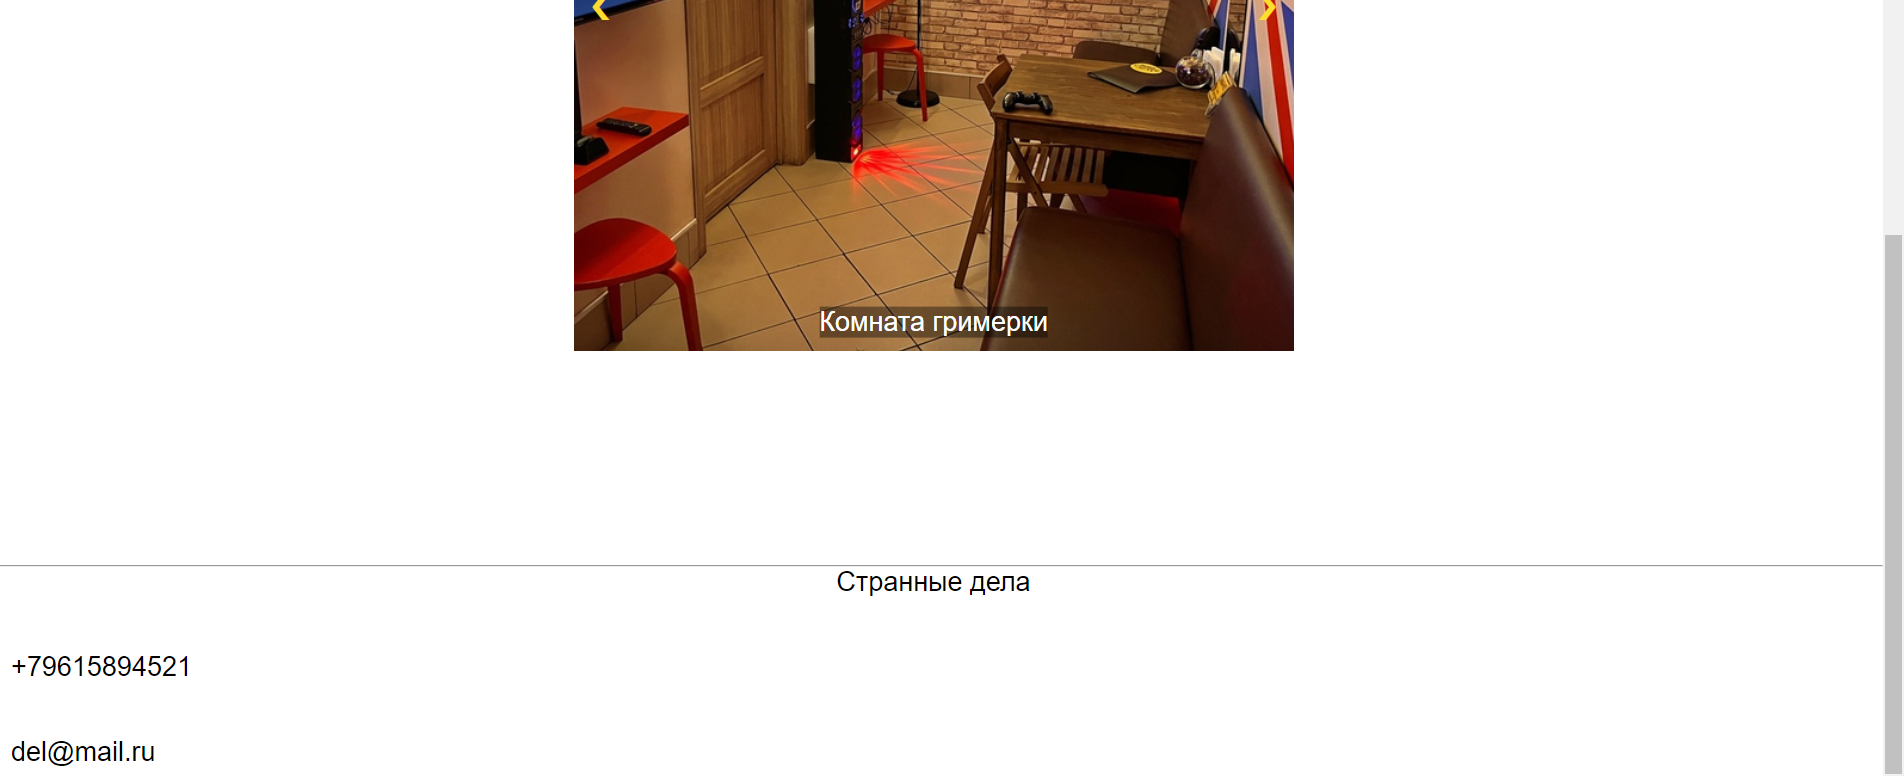 Комната гримерки
Странные дела
+79615894521
del@mail.ru